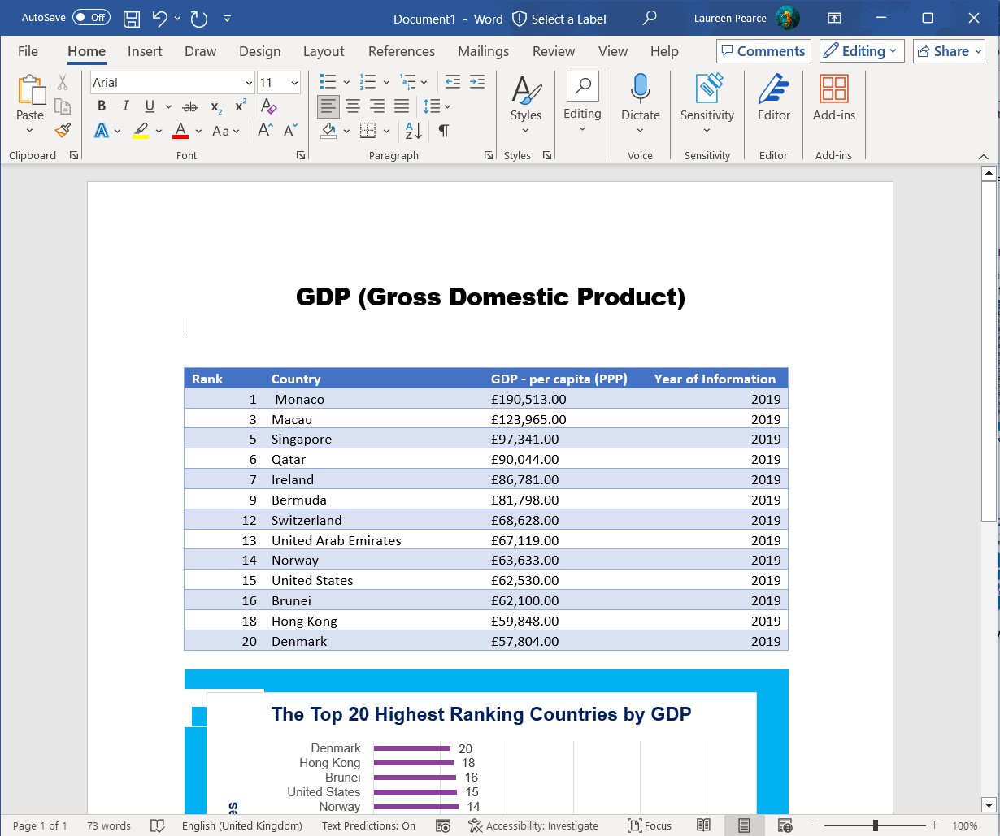 AutoSave Off Document1 - Word Select a Label Laureen Pearce
File Home Insert Draw Design Layout References Mailings Review View Help Comments Editing Share
Paste Arial 11 Styles Editing Dictate Sensitivity Editor Add-ins
Clipboard Font Paragraph Styles Voice Sensitivity Editor Add-ins
GDP (Gross Domestic Product)
Rank Country GDP - per capita (PPP) Year of Information
1 Monaco £190,513.00 2019
3 Macau £123,965.00 2019
5 Singapore £97,341.00 2019
6 Qatar £90,044.00 2019
7 Ireland £86,781.00 2019
9 Bermuda £81,798.00 2019
12 Switzerland £68,628.00 2019
13 United Arab Emirates £67,119.00 2019
14 Norway £63,633.00 2019
15 United States £62,530.00 2019
16 Brunei £62,100.00 2019
18 Hong Kong £59,848.00 2019
20 Denmark £57,804.00 2019
The Top 20 Highest Ranking Countries by GDP
Denmark 20
Hong Kong 18
Brunei 16
United States 15
Norway 14
Page 1 of 1 73 words English (United Kingdom) Text Predictions: On Accessibility: Investigate Focus 100%